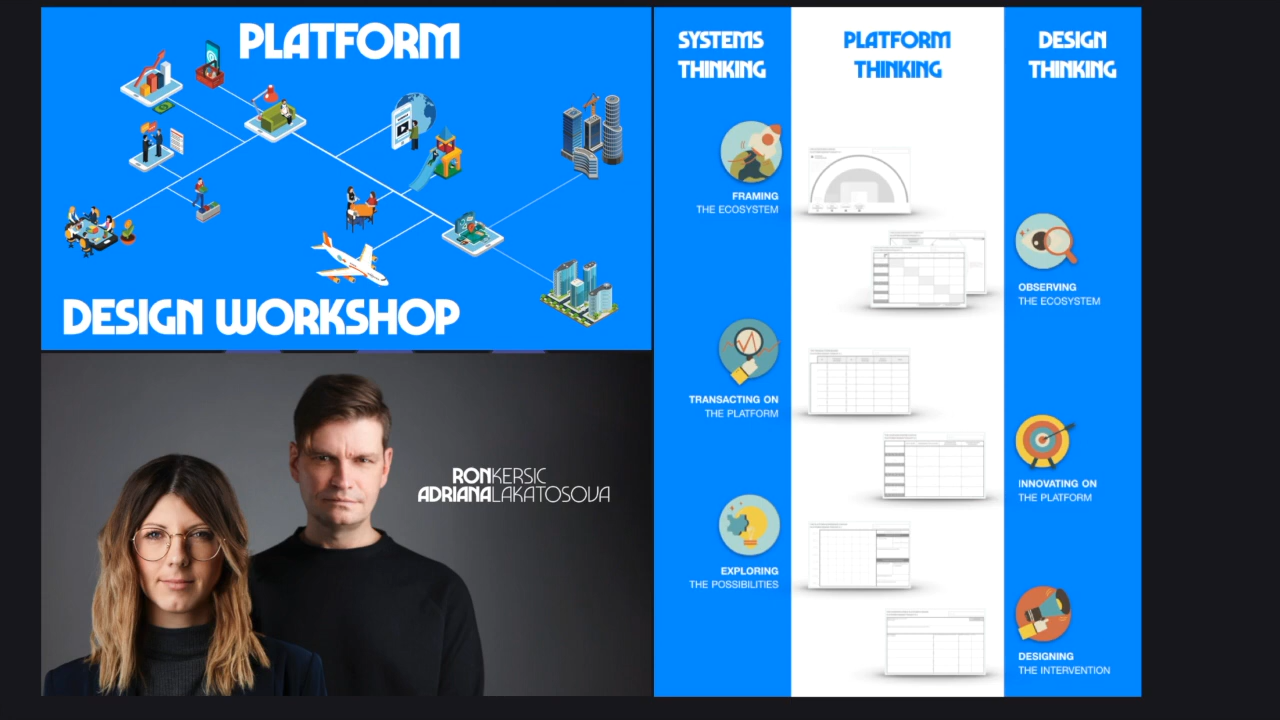 PLATFORM
DESIGN WORKSHOP
RONKERSIC
ADRIANALAKATOSOVA
SYSTEMS
THINKING
PLATFORM
THINKING
DESIGN
THINKING
FRAMING
THE ECOSYSTEM
OBSERVING
THE ECOSYSTEM
TRANSACTING ON
THE PLATFORM
INNOVATING ON
THE PLATFORM
EXPLORING
THE POSSIBILITIES
DESIGNING
THE INTERVENTION